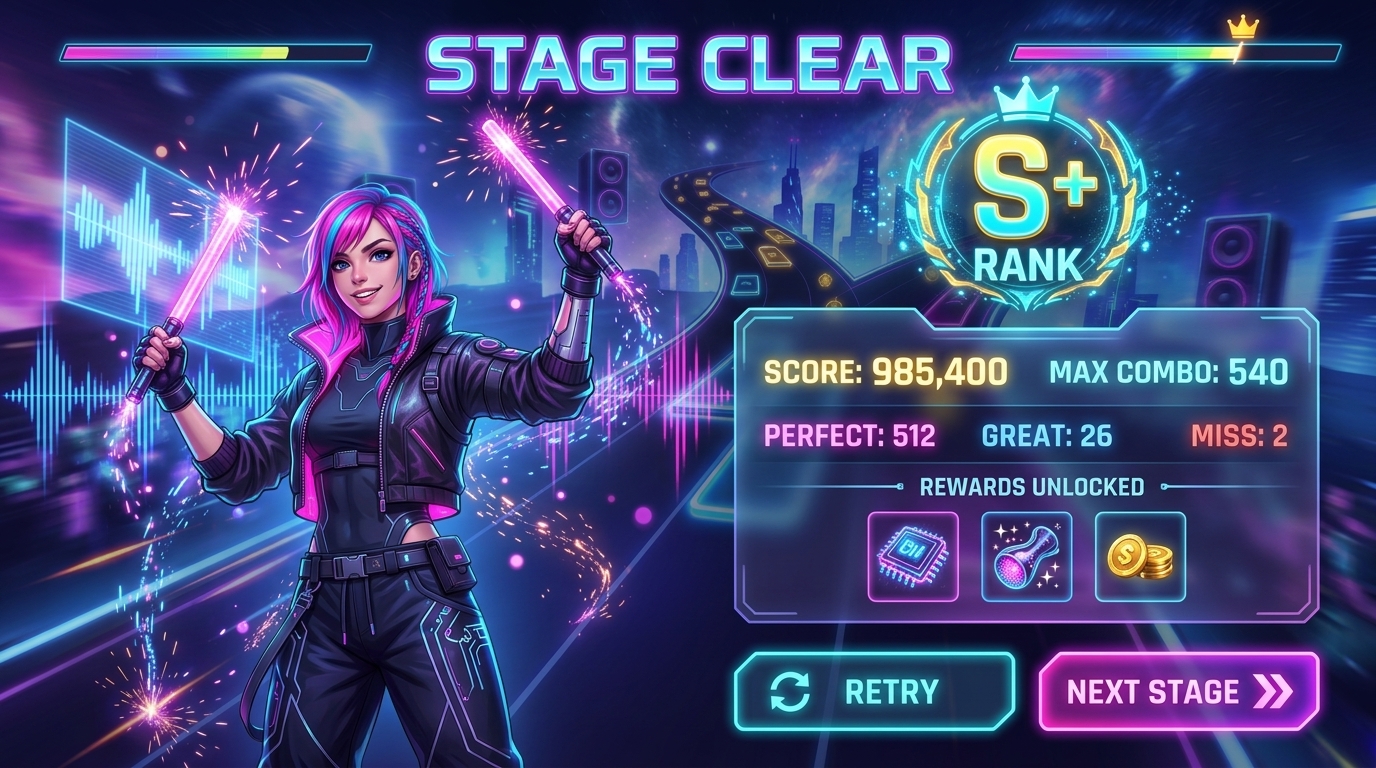 STAGE CLEAR
S+
RANK
SCORE: 985,400 MAX COMBO: 540
PERFECT: 512 GREAT: 26 MISS: 2
REWARDS UNLOCKED
RETRY NEXT STAGE